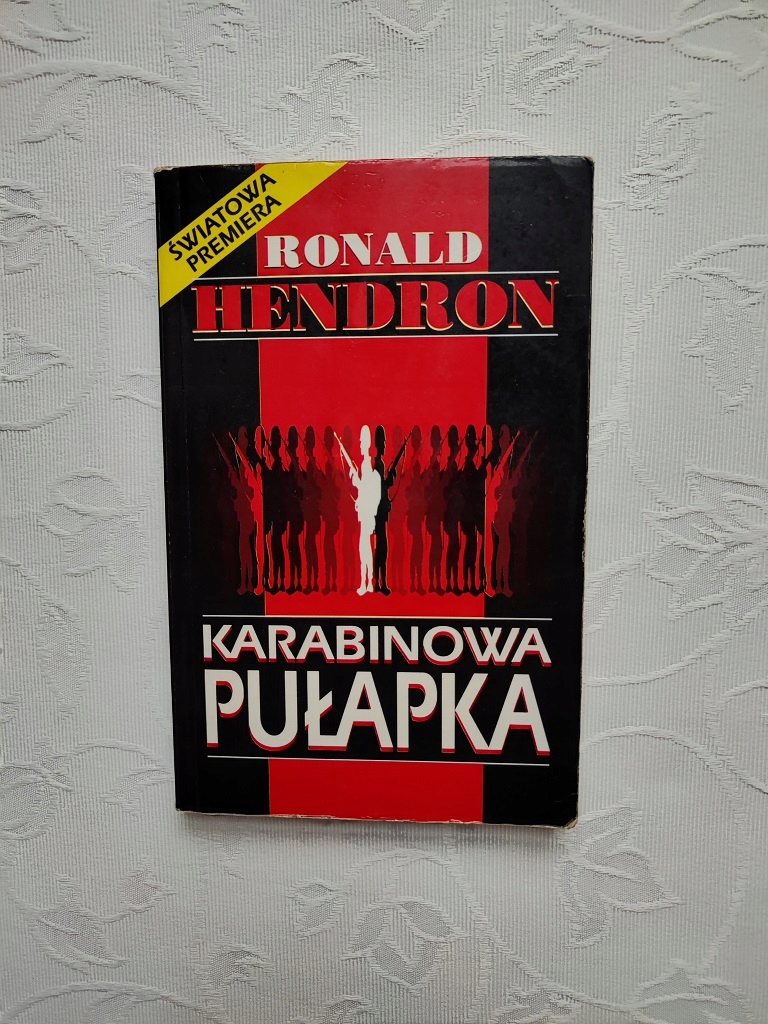 ŚWIATOWA
PREMIERA
RONALD
HENDRON
KARABINOWA
PUŁAPKA